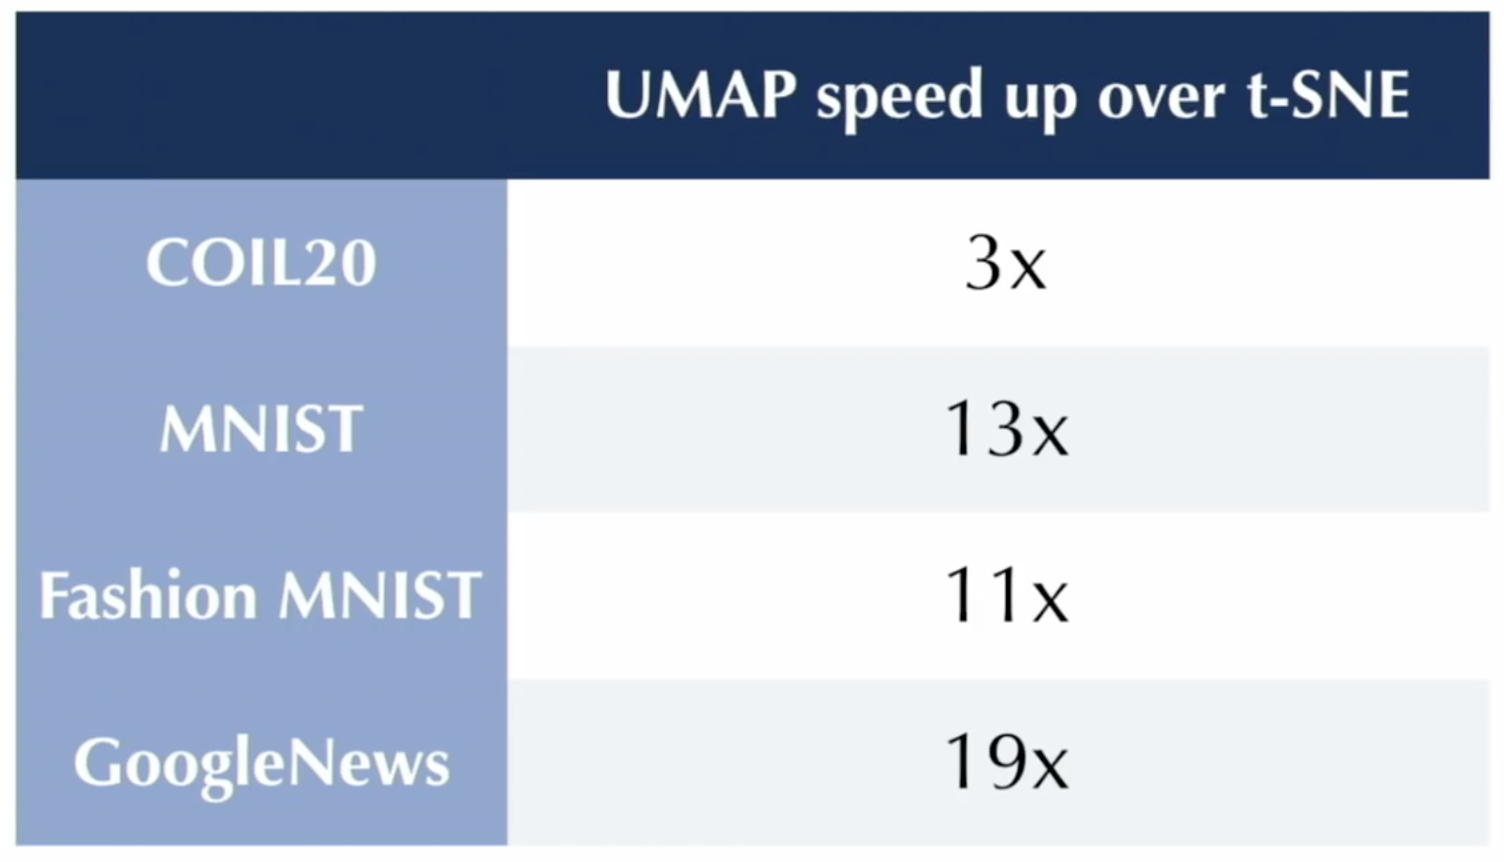 UMAP speed up over t-SNE
COIL20 3x
MNIST 13x
Fashion MNIST 11x
GoogleNews 19x